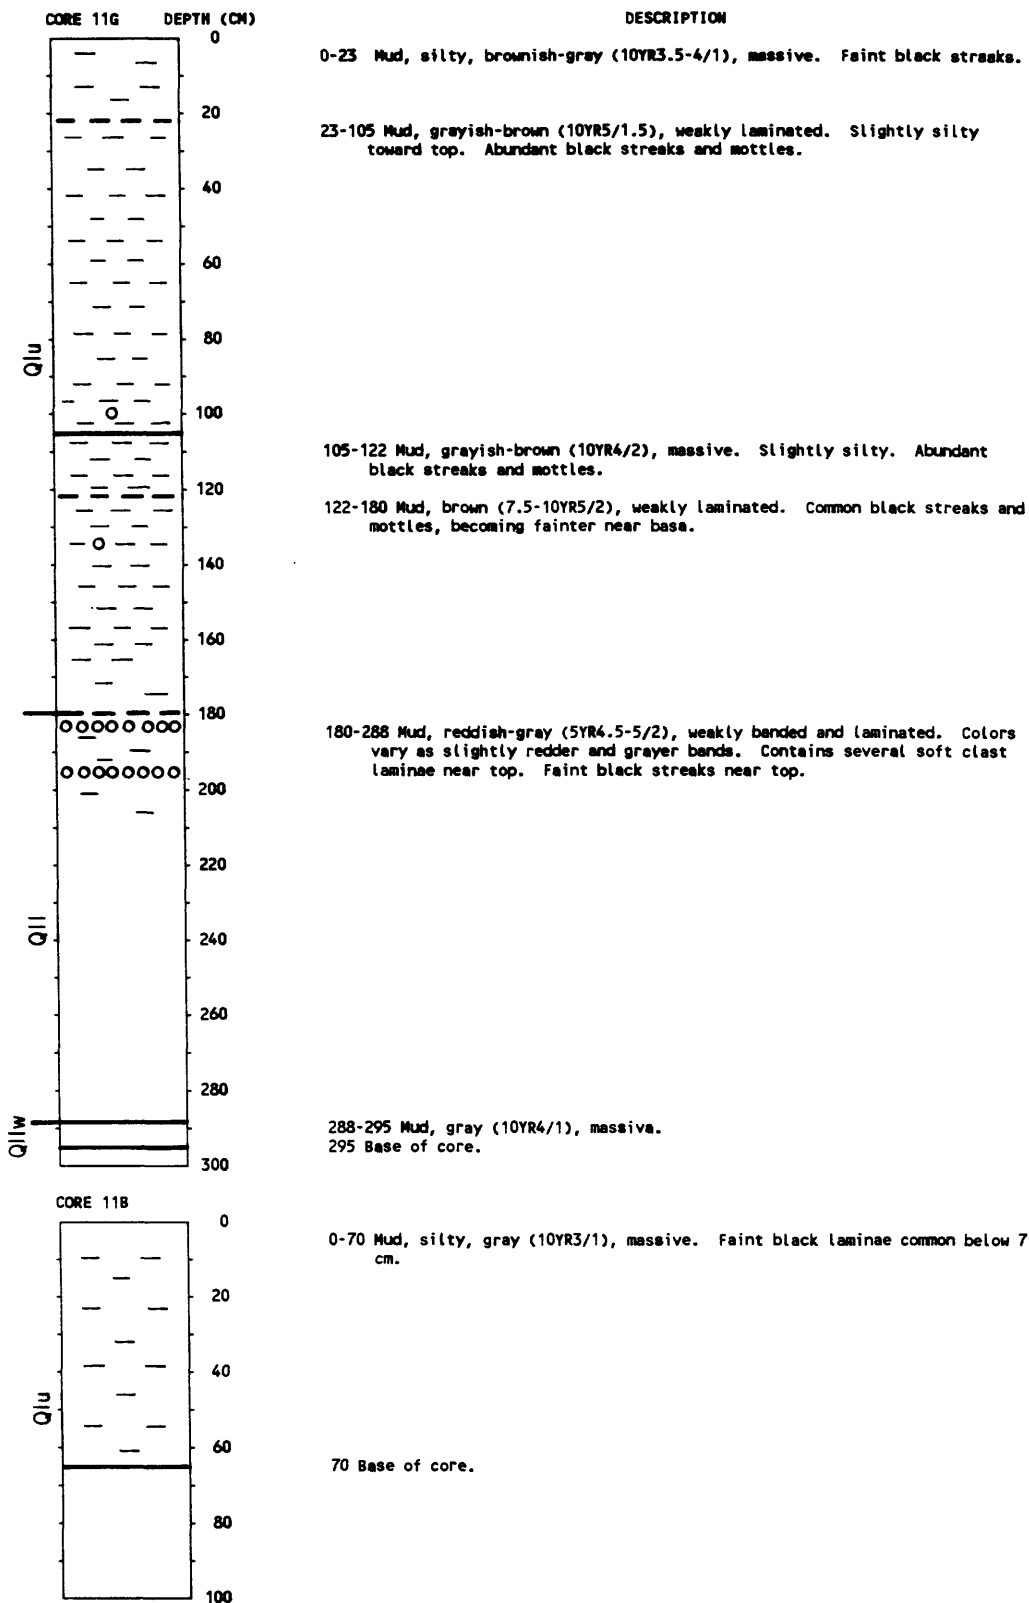 CORE 11G DEPTH (CM) DESCRIPTION
0
0-23 Mud, silty, brownish-gray (10YR3.5-4/1), massive. Faint black streaks.
20
23-105 Mud, grayish-brown (10YR5/1.5), weakly laminated. Slightly silty
toward top. Abundant black streaks and mottles.
40
60
80
Qlu
100
105-122 Mud, grayish-brown (10YR4/2), massive. Slightly silty. Abundant
black streaks and mottles.
120
122-180 Mud, brown (7.5-10YR5/2), weakly laminated. Common black streaks and
mottles, becoming fainter near basa.
140
160
180
180-288 Mud, reddish-gray (5YR4.5-5/2), weakly banded and laminated. Colors
vary as slightly redder and grayer bands. Contains several soft clast
laminae near top. Faint black streaks near top.
200
220
Qll
240
260
280
Qllw
288-295 Mud, gray (10YR4/1), massiva.
295 Base of core.
300
CORE 11B
0
0-70 Mud, silty, gray (10YR3/1), massive. Faint black laminae common below 7
cm.
20
40
Qlu
60
70 Base of core.
80
100